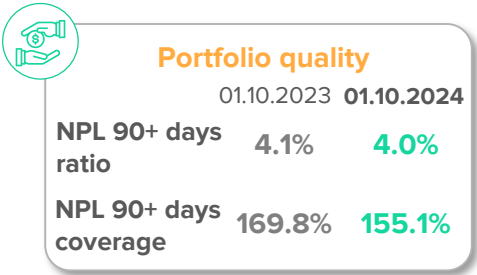 $
Portfolio quality
01.10.2023 01.10.2024
NPL 90+ days
ratio
4.1% 4.0%
NPL 90+ days
coverage
169.8% 155.1%